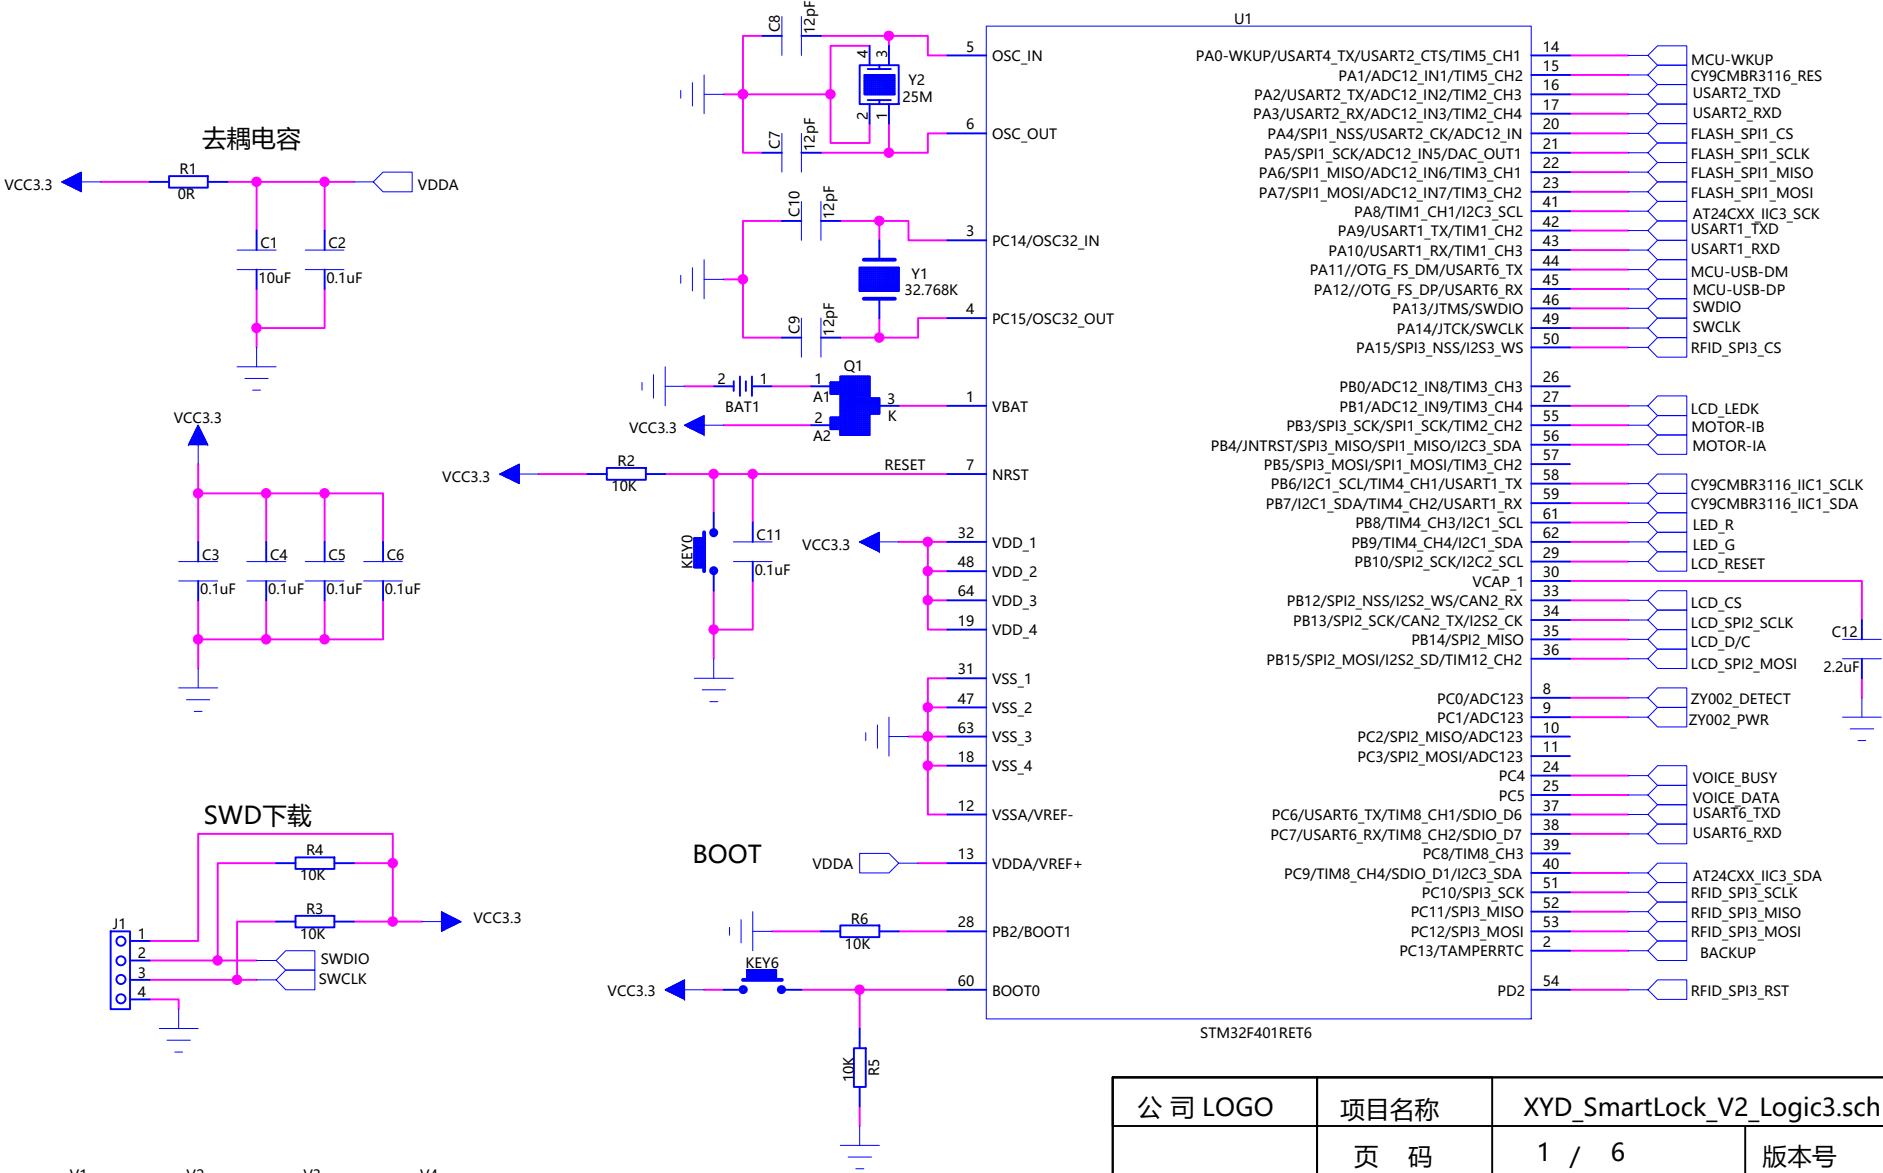 去耦电容
VCC3.3
R1
0R
VDDA
C1
10uF
C2
0.1uF
VCC3.3
C3
0.1uF
C4
0.1uF
C5
0.1uF
C6
0.1uF
SWD下载
R4
10K
R3
10K
VCC3.3
J1
1
2
3
4
SWDIO
SWCLK
C8
12pF
4
3
Y2
25M
2
1
C7
12pF
C10
12pF
Y1
32.768K
C9
12pF
2
1
BAT1
Q1
1
A1
2
A2
3
K
VCC3.3
VCC3.3
R2
10K
RESET
KEY0
C11
0.1uF
VCC3.3
BOOT
VDDA
R6
10K
KEY6
VCC3.3
10K
R5
U1
5 OSC_IN
6 OSC_OUT
3 PC14/OSC32_IN
4 PC15/OSC32_OUT
1 VBAT
7 NRST
32 VDD_1
48 VDD_2
64 VDD_3
19 VDD_4
31 VSS_1
47 VSS_2
63 VSS_3
18 VSS_4
12 VSSA/VREF-
13 VDDA/VREF+
28 PB2/BOOT1
60 BOOT0
PA0-WKUP/USART4_TX/USART2_CTS/TIM5_CH1 14 MCU-WKUP
PA1/ADC12_IN1/TIM5_CH2 15 CY9CMBR3116_RES
PA2/USART2_TX/ADC12_IN2/TIM2_CH3 16 USART2_TXD
PA3/USART2_RX/ADC12_IN3/TIM2_CH4 17 USART2_RXD
PA4/SPI1_NSS/USART2_CK/ADC12_IN 20 FLASH_SPI1_CS
PA5/SPI1_SCK/ADC12_IN5/DAC_OUT1 21 FLASH_SPI1_SCLK
PA6/SPI1_MISO/ADC12_IN6/TIM3_CH1 22 FLASH_SPI1_MISO
PA7/SPI1_MOSI/ADC12_IN7/TIM3_CH2 23 FLASH_SPI1_MOSI
PA8/TIM1_CH1/I2C3_SCL 41 AT24CXX_IIC3_SCK
PA9/USART1_TX/TIM1_CH2 42 USART1_TXD
PA10/USART1_RX/TIM1_CH3 43 USART1_RXD
PA11//OTG_FS_DM/USART6_TX 44 MCU-USB-DM
PA12//OTG_FS_DP/USART6_RX 45 MCU-USB-DP
PA13/JTMS/SWDIO 46 SWDIO
PA14/JTCK/SWCLK 49 SWCLK
PA15/SPI3_NSS/I2S3_WS 50 RFID_SPI3_CS
PB0/ADC12_IN8/TIM3_CH3 26
PB1/ADC12_IN9/TIM3_CH4 27 LCD_LEDK
PB3/SPI3_SCK/SPI1_SCK/TIM2_CH2 55 MOTOR-IB
PB4/JNTRST/SPI3_MISO/SPI1_MISO/I2C3_SDA 56 MOTOR-IA
PB5/SPI3_MOSI/SPI1_MOSI/TIM3_CH2 57
PB6/I2C1_SCL/TIM4_CH1/USART1_TX 58 CY9CMBR3116_IIC1_SCLK
PB7/I2C1_SDA/TIM4_CH2/USART1_RX 59 CY9CMBR3116_IIC1_SDA
PB8/TIM4_CH3/I2C1_SCL 61 LED_R
PB9/TIM4_CH4/I2C1_SDA 62 LED_G
PB10/SPI2_SCK/I2C2_SCL 29 LCD_RESET
VCAP_1 30
PB12/SPI2_NSS/I2S2_WS/CAN2_RX 33 LCD_CS
PB13/SPI2_SCK/CAN2_TX/I2S2_CK 34 LCD_SPI2_SCLK
PB14/SPI2_MISO 35 LCD_D/C
PB15/SPI2_MOSI/I2S2_SD/TIM12_CH2 36 LCD_SPI2_MOSI
C12
2.2uF
PC0/ADC123 8 ZY002_DETECT
PC1/ADC123 9 ZY002_PWR
PC2/SPI2_MISO/ADC123 10
PC3/SPI2_MOSI/ADC123 11
PC4 24 VOICE_BUSY
PC5 25 VOICE_DATA
PC6/USART6_TX/TIM8_CH1/SDIO_D6 37 USART6_TXD
PC7/USART6_RX/TIM8_CH2/SDIO_D7 38 USART6_RXD
PC8/TIM8_CH3 39
PC9/TIM8_CH4/SDIO_D1/I2C3_SDA 40 AT24CXX_IIC3_SDA
PC10/SPI3_SCK 51 RFID_SPI3_SCLK
PC11/SPI3_MISO 52 RFID_SPI3_MISO
PC12/SPI3_MOSI 53 RFID_SPI3_MOSI
PC13/TAMPERRTC 2 BACKUP
PD2 54 RFID_SPI3_RST
STM32F401RET6
公 司 LOGO 项目名称 XYD_SmartLock_V2_Logic3.sch
页 码 1 / 6 版本号